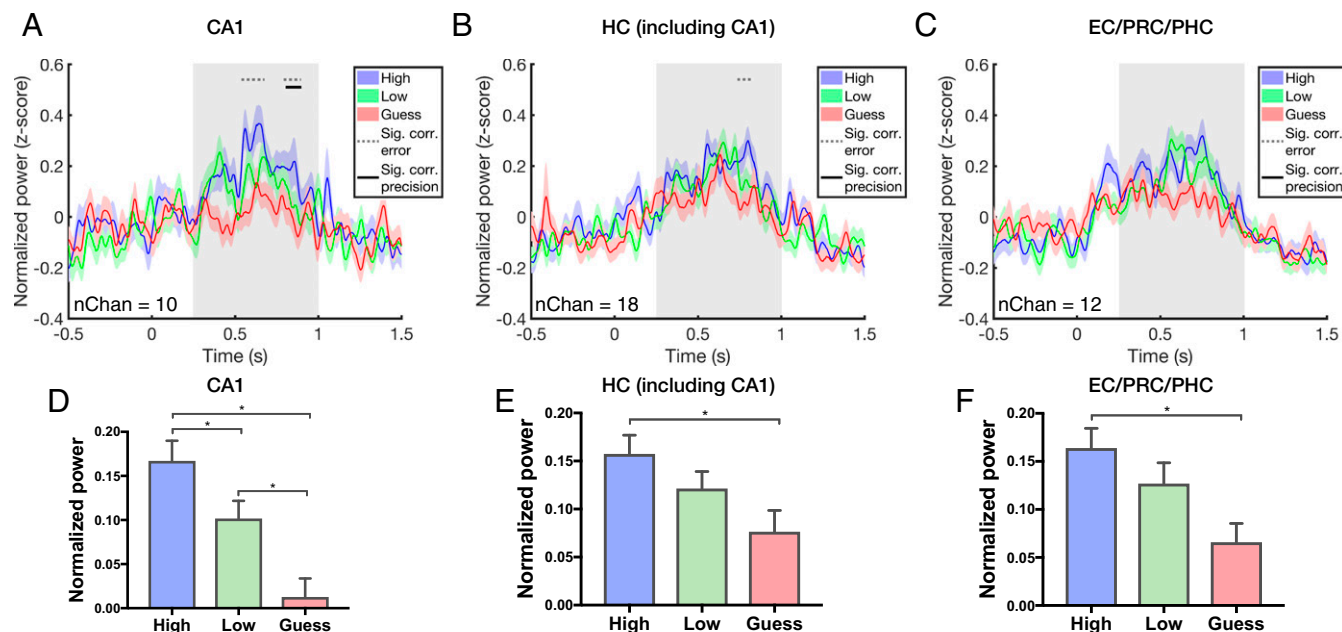 A
CA1
Normalized power (z-score)
0.6
0.4
0.2
0
-0.2
-0.4
-0.5
0
0.5
1
1.5
Time (s)
nChan = 10
High
Low
Guess
Sig. corr.
error
Sig. corr.
precision
B
HC (including CA1)
Normalized power (z-score)
0.6
0.4
0.2
0
-0.2
-0.4
-0.5
0
0.5
1
1.5
Time (s)
nChan = 18
High
Low
Guess
Sig. corr.
error
Sig. corr.
precision
C
EC/PRC/PHC
Normalized power (z-score)
0.6
0.4
0.2
0
-0.2
-0.4
-0.5
0
0.5
1
1.5
Time (s)
nChan = 12
High
Low
Guess
Sig. corr.
error
Sig. corr.
precision
D
CA1
Normalized power
0.20
0.15
0.10
0.05
0.00
*
*
*
High Low Guess
E
HC (including CA1)
Normalized power
0.20
0.15
0.10
0.05
0.00
*
High Low Guess
F
EC/PRC/PHC
Normalized power
0.20
0.15
0.10
0.05
0.00
*
High Low Guess